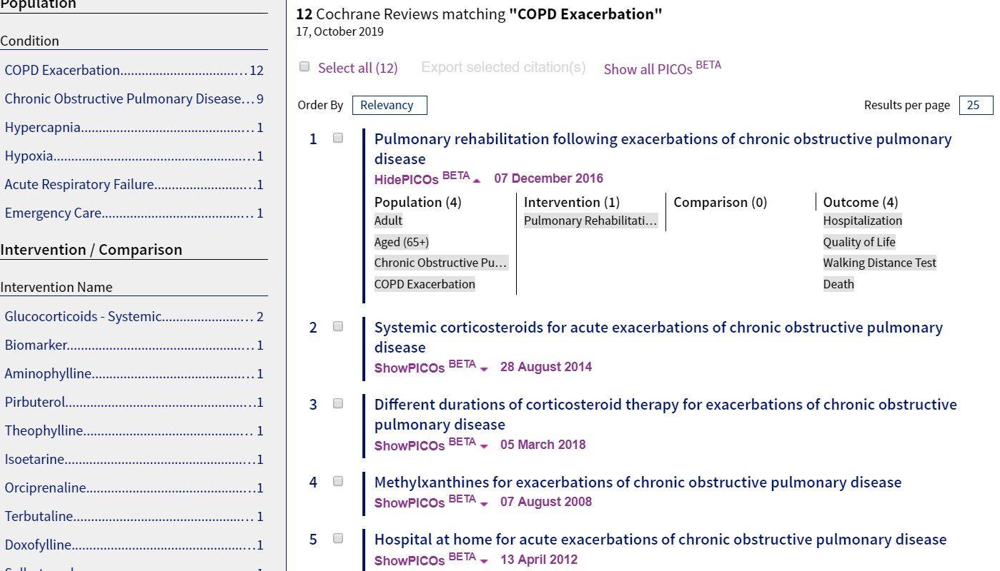 Population
Condition
COPD Exacerbation................................... 12
Chronic Obstructive Pulmonary Disease... 9
Hypercapnia.................................................... 1
Hypoxia............................................................ 1
Acute Respiratory Failure............................... 1
Emergency Care.............................................. 1
Intervention / Comparison
Intervention Name
Glucocorticoids - Systemic............................ 2
Biomarker........................................................ 1
Aminophylline................................................. 1
Pirbuterol......................................................... 1
Theophylline.................................................... 1
Isoetarine......................................................... 1
Orciprenaline................................................... 1
Terbutaline...................................................... 1
Doxofylline....................................................... 1
12 Cochrane Reviews matching "COPD Exacerbation"
17, October 2019
Select all (12) Export selected citation(s) Show all PICOs BETA
Order By Relevancy Results per page 25
1 Pulmonary rehabilitation following exacerbations of chronic obstructive pulmonary
disease
HidePICOs BETA 07 December 2016
Population (4) Intervention (1) Comparison (0) Outcome (4)
Adult Pulmonary Rehabilitati... Hospitalization
Aged (65+) Quality of Life
Chronic Obstructive Pu... Walking Distance Test
COPD Exacerbation Death
2 Systemic corticosteroids for acute exacerbations of chronic obstructive pulmonary
disease
ShowPICOs BETA 28 August 2014
3 Different durations of corticosteroid therapy for exacerbations of chronic obstructive
pulmonary disease
ShowPICOs BETA 05 March 2018
4 Methylxanthines for exacerbations of chronic obstructive pulmonary disease
ShowPICOs BETA 07 August 2008
5 Hospital at home for acute exacerbations of chronic obstructive pulmonary disease
ShowPICOs BETA 13 April 2012